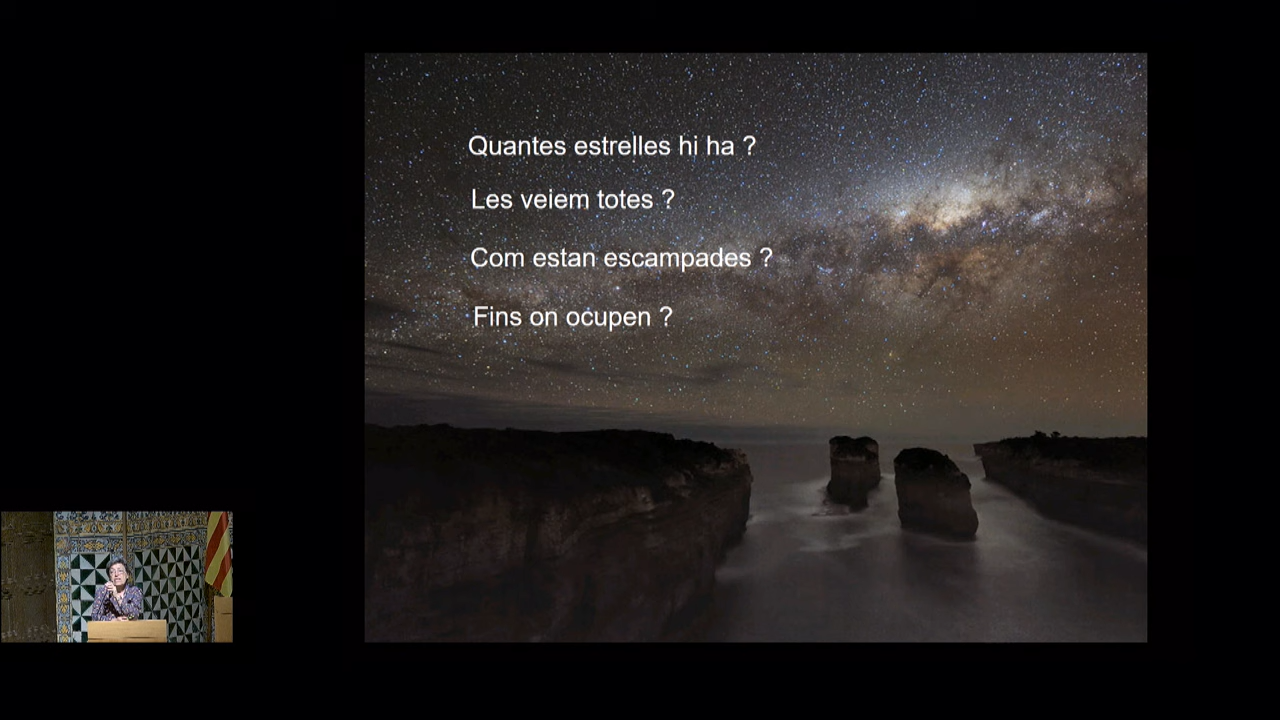 Quantes estrelles hi ha ?
Les veiem totes ?
Com estan escampades ?
Fins on ocupen ?